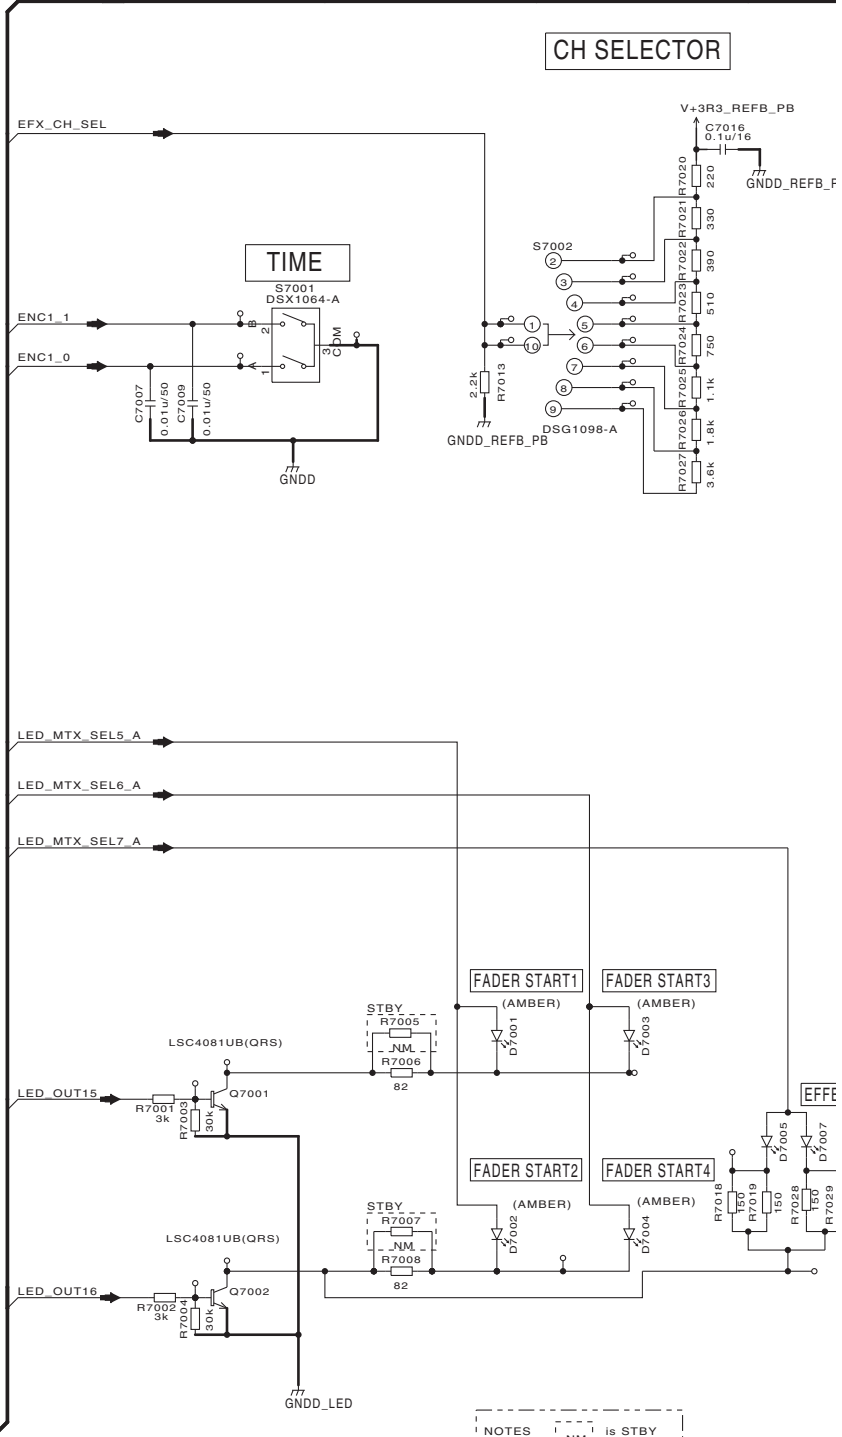 CH SELECTOR
V+3R3_REFB_PB
EFX_CH_SEL
C7016
0.1u/16
R7020
220
GNDD_REFB_P
R7021
330
TIME
S7002
R7022
390
2
S7001
DSX1064-A
3
R7023
510
4
ENC1_1
B
2
1
5
R7024
750
3
COM
10
6
ENC1_0
A
1
7
R7025
1.1k
C7007
0.01u/50
C7009
0.01u/50
2.2k
R7013
8
R7026
1.8k
9
DSG1098-A
GNDD_REFB_PB
R7027
3.6k
GNDD
LED_MTX_SEL5_A
LED_MTX_SEL6_A
LED_MTX_SEL7_A
FADER START1
FADER START3
(AMBER)
(AMBER)
STBY
R7005
D7001
D7003
LSC4081UB(QRS)
NM
R7006
82
LED_OUT15
Q7001
EFFE
R7001
3k
R7003
30k
D7005
D7007
FADER START2
FADER START4
R7018
150
R7019
150
R7028
150
R7029
STBY
(AMBER)
(AMBER)
R7007
D7002
D7004
LSC4081UB(QRS)
NM
R7008
82
LED_OUT16
Q7002
R7002
3k
R7004
30k
GNDD_LED
NOTES
NM
is STBY